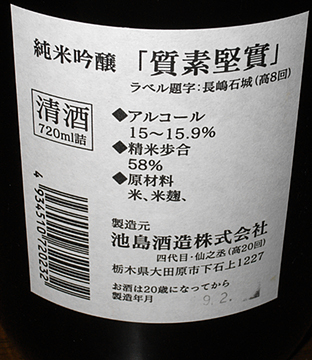 純米吟醸「質素堅實」
ラベル題字:長嶋石城(高8回)
清酒
720ml詰
◆アルコール
15～15.9%
◆精米歩合
58%
◆原材料
米、米麹、
製造元
池島酒造株式会社
四代目・仙之丞(高20回)
栃木県大田原市下石上1227
お酒は20歳になってから
製造年月 9.2.
4934510720232